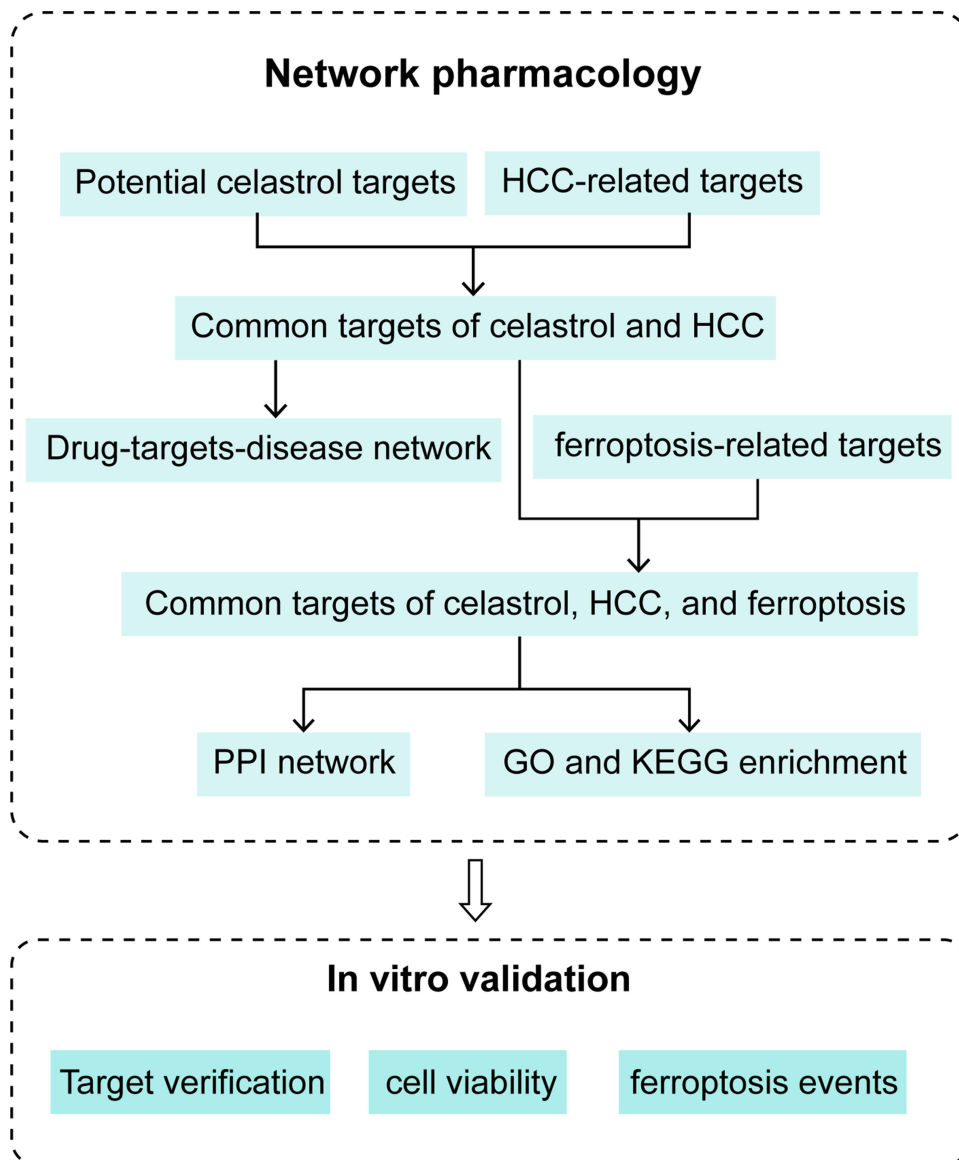 Network pharmacology
Potential celastrol targets
HCC-related targets
Common targets of celastrol and HCC
Drug-targets-disease network
ferroptosis-related targets
Common targets of celastrol, HCC, and ferroptosis
PPI network
GO and KEGG enrichment
In vitro validation
Target verification
cell viability
ferroptosis events